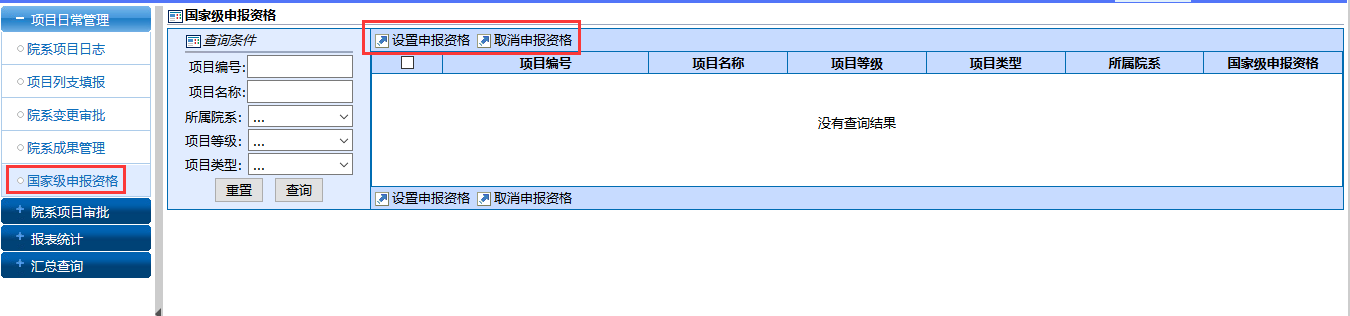 项目日常管理
院系项目日志
项目列支填报
院系变更审批
院系成果管理
国家级申报资格
院系项目审批
报表统计
汇总查询
国家级申报资格
查询条件
项目编号:
项目名称:
所属院系: ...
项目等级: ...
项目类型: ...
重置 查询
设置申报资格 取消申报资格
项目编号 项目名称 项目等级 项目类型 所属院系 国家级申报资格
没有查询结果
设置申报资格 取消申报资格